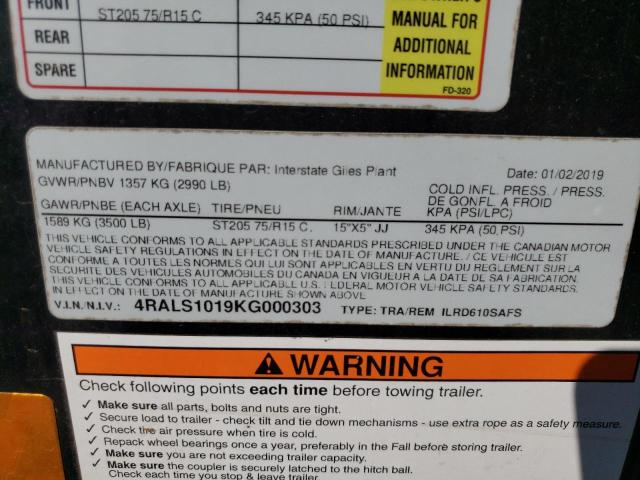 FRONT ST205 75/R15 C 345 KPA (50 PSI)
MANUAL FOR
REAR
ADDITIONAL
SPARE
INFORMATION
FD-320
MANUFACTURED BY/FABRIQUE PAR: Interstate Giles Plant Date: 01/02/2019
GVWR/PNBV 1357 KG (2990 LB)
COLD INFL. PRESS. / PRESS.
DE GONFL. A FROID
GAWR/PNBE (EACH AXLE) TIRE/PNEU RIM/JANTE KPA (PSI/LPC)
1589 KG (3500 LB) ST205 75/R15 C. 15"X5" JJ 345 KPA (50 PSI)
THIS VEHICLE CONFORMS TO ALL APPLICABLE STANDARDS PRESCRIBED UNDER THE CANADIAN MOTOR
VEHICLE SAFETY REGULATIONS IN EFFECT ON THE DATE OF MANUFACTURE. / CE VEHICULE EST
CONFORME A TOUTES LES NORMES QUI LUI SONT APPLICABLES EN VERTU DU REGLEMENT SUR LA
SECURITE DES VEHICULES AUTOMOBILES DU CANADA EN VIGUEUR A LA DATE DE SA FABRICATION.
THIS VEHICLE CONFORMS TO ALL APPLICABLE U.S. LDERAL MOTOR VEHICLE SAFETY STANDARDS.
IN EFFECT ON THE DATE OF MANUFACTURE SHOWN ABOVE
V.I.N./N.I.V.: 4RALS1019KG000303 TYPE: TRA/REM ILRD610SAFS
WARNING
Check following points each time before towing trailer.
✓ Make sure all parts, bolts and nuts are tight.
✓ Secure load to trailer - check tilt and tie down mechanisms - use extra rope as a safety measure.
✓ Check the air pressure when tire is cold.
✓ Repack wheel bearings once a year, preferably in the Fall before storing trailer.
✓ Make sure you are not exceeding trailer capacity.
✓ Make sure the coupler is securely latched to the hitch ball.
Check each time you stop & leave trailer.